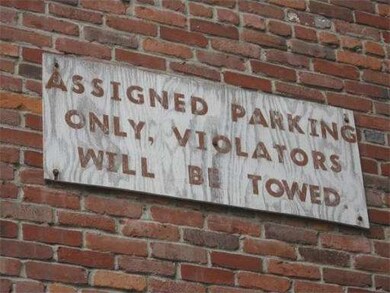 ASSIGNED PARKING
ONLY, VIOLATORS
WILL BE TOWED.